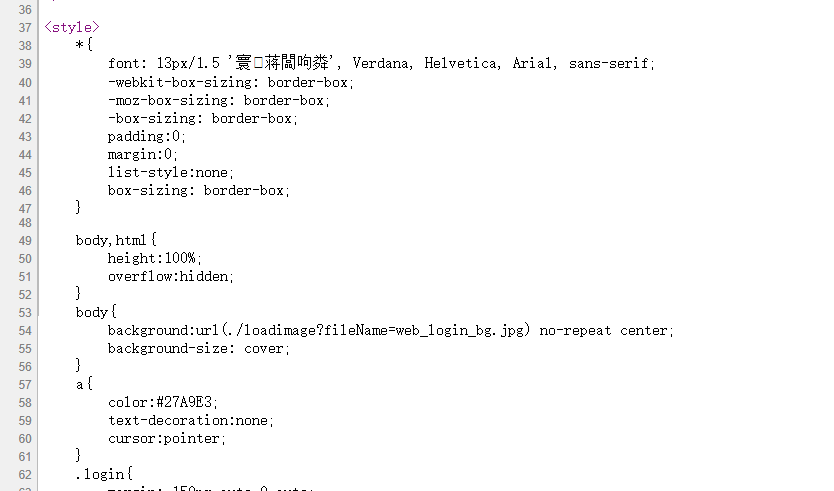 36
37 <style>
38 *{
39 font: 13px/1.5 '寰蒋閬呴粦', Verdana, Helvetica, Arial, sans-serif;
40 -webkit-box-sizing: border-box;
41 -moz-box-sizing: border-box;
42 -box-sizing: border-box;
43 padding:0;
44 margin:0;
45 list-style:none;
46 box-sizing: border-box;
47 }
48
49 body,html{
50 height:100%;
51 overflow:hidden;
52 }
53 body{
54 background:url(./loadimage?fileName=web_login_bg.jpg) no-repeat center;
55 background-size: cover;
56 }
57 a{
58 color:#27A9E3;
59 text-decoration:none;
60 cursor:pointer;
61 }
62 .login{